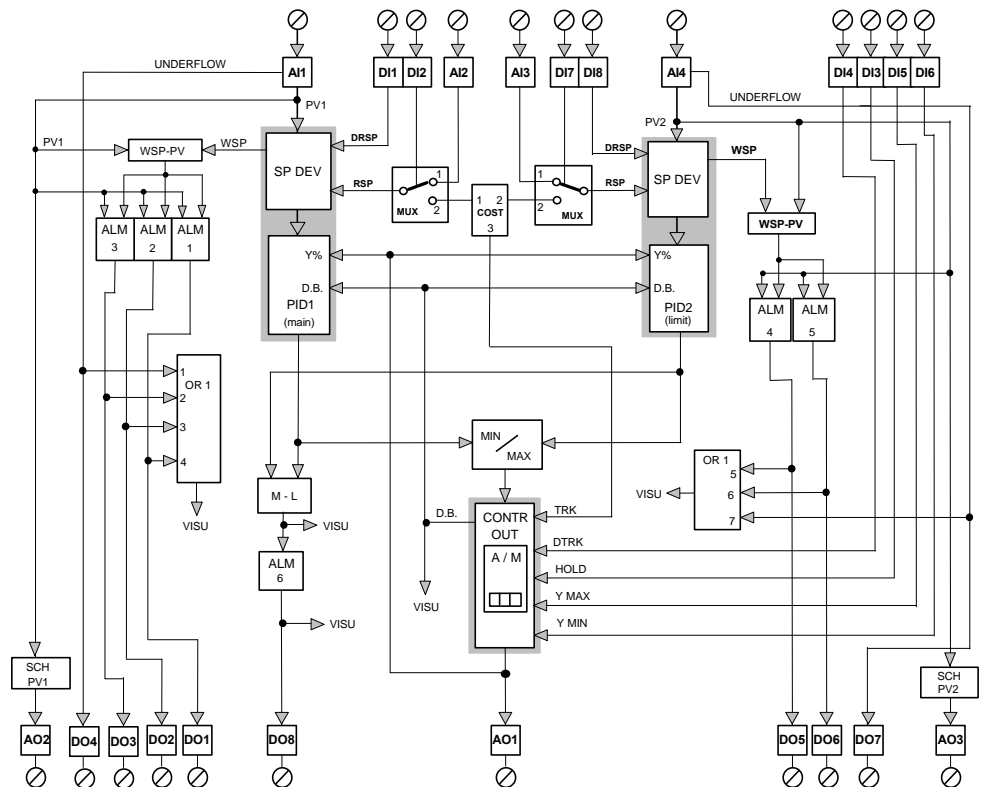 UNDERFLOW
AI1
DI1
DI2
AI2
AI3
DI7
DI8
AI4
DI4
DI3
DI5
DI6
UNDERFLOW
PV1
PV2
PV1
WSP-PV
WSP
SP DEV
DRSP
RSP
MUX
1
2
1
2
COST
3
1
2
MUX
DRSP
RSP
SP DEV
WSP
WSP-PV
ALM
3
ALM
2
ALM
1
Y%
D.B.
PID1
(main)
Y%
D.B.
PID2
(limit)
ALM
4
ALM
5
1
OR 1
2
3
4
VISU
MIN
MAX
OR 1
5
6
7
VISU
M - L
VISU
ALM
6
VISU
D.B.
VISU
CONTR
OUT
A / M
TRK
DTRK
HOLD
Y MAX
Y MIN
SCH
PV1
SCH
PV2
AO2
DO4
DO3
DO2
DO1
DO8
AO1
DO5
DO6
DO7
AO3